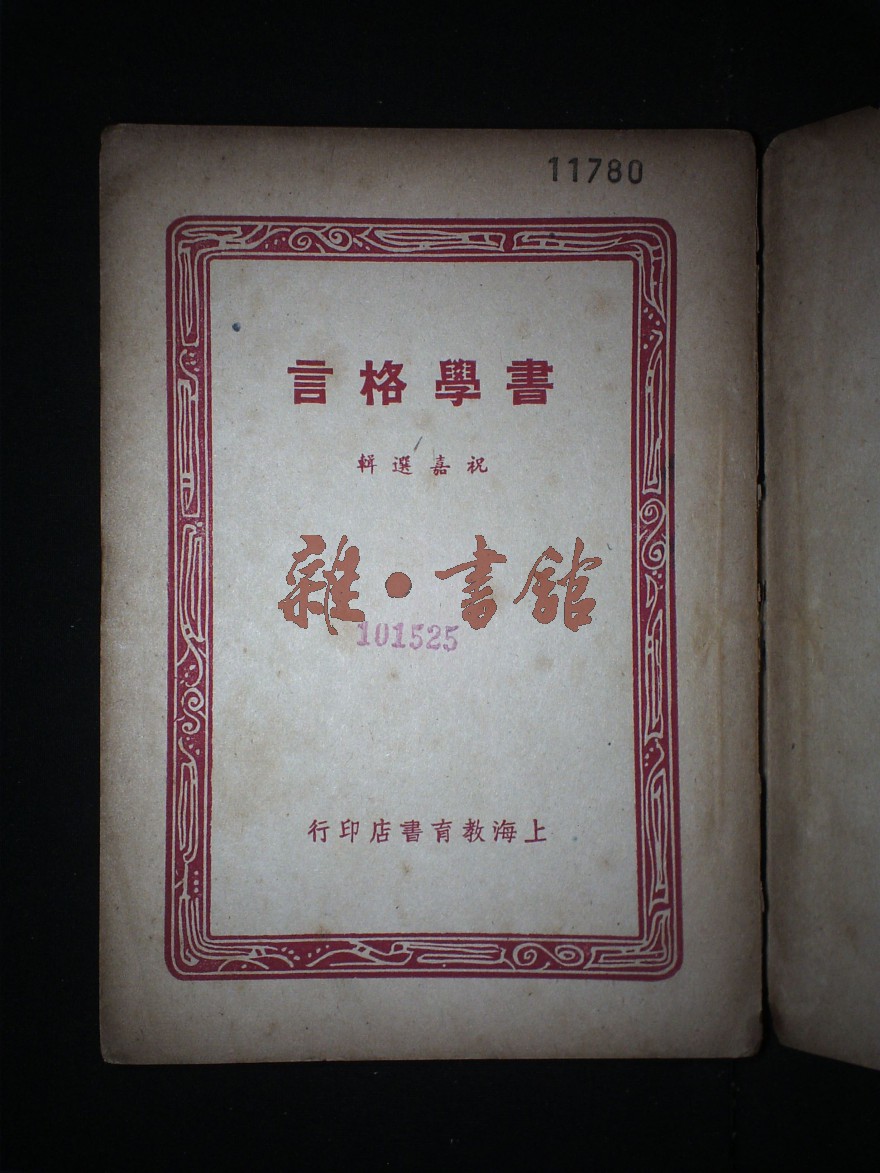 11780
書學格言
祝嘉選輯
雜·書館
101525
上海教育書店印行